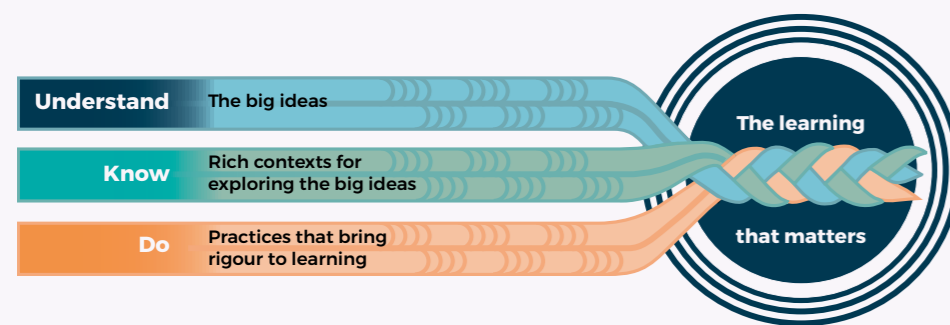 Understand
The big ideas
Know
Rich contexts for
exploring the big ideas
Do
Practices that bring
rigour to learning
The learning
that matters